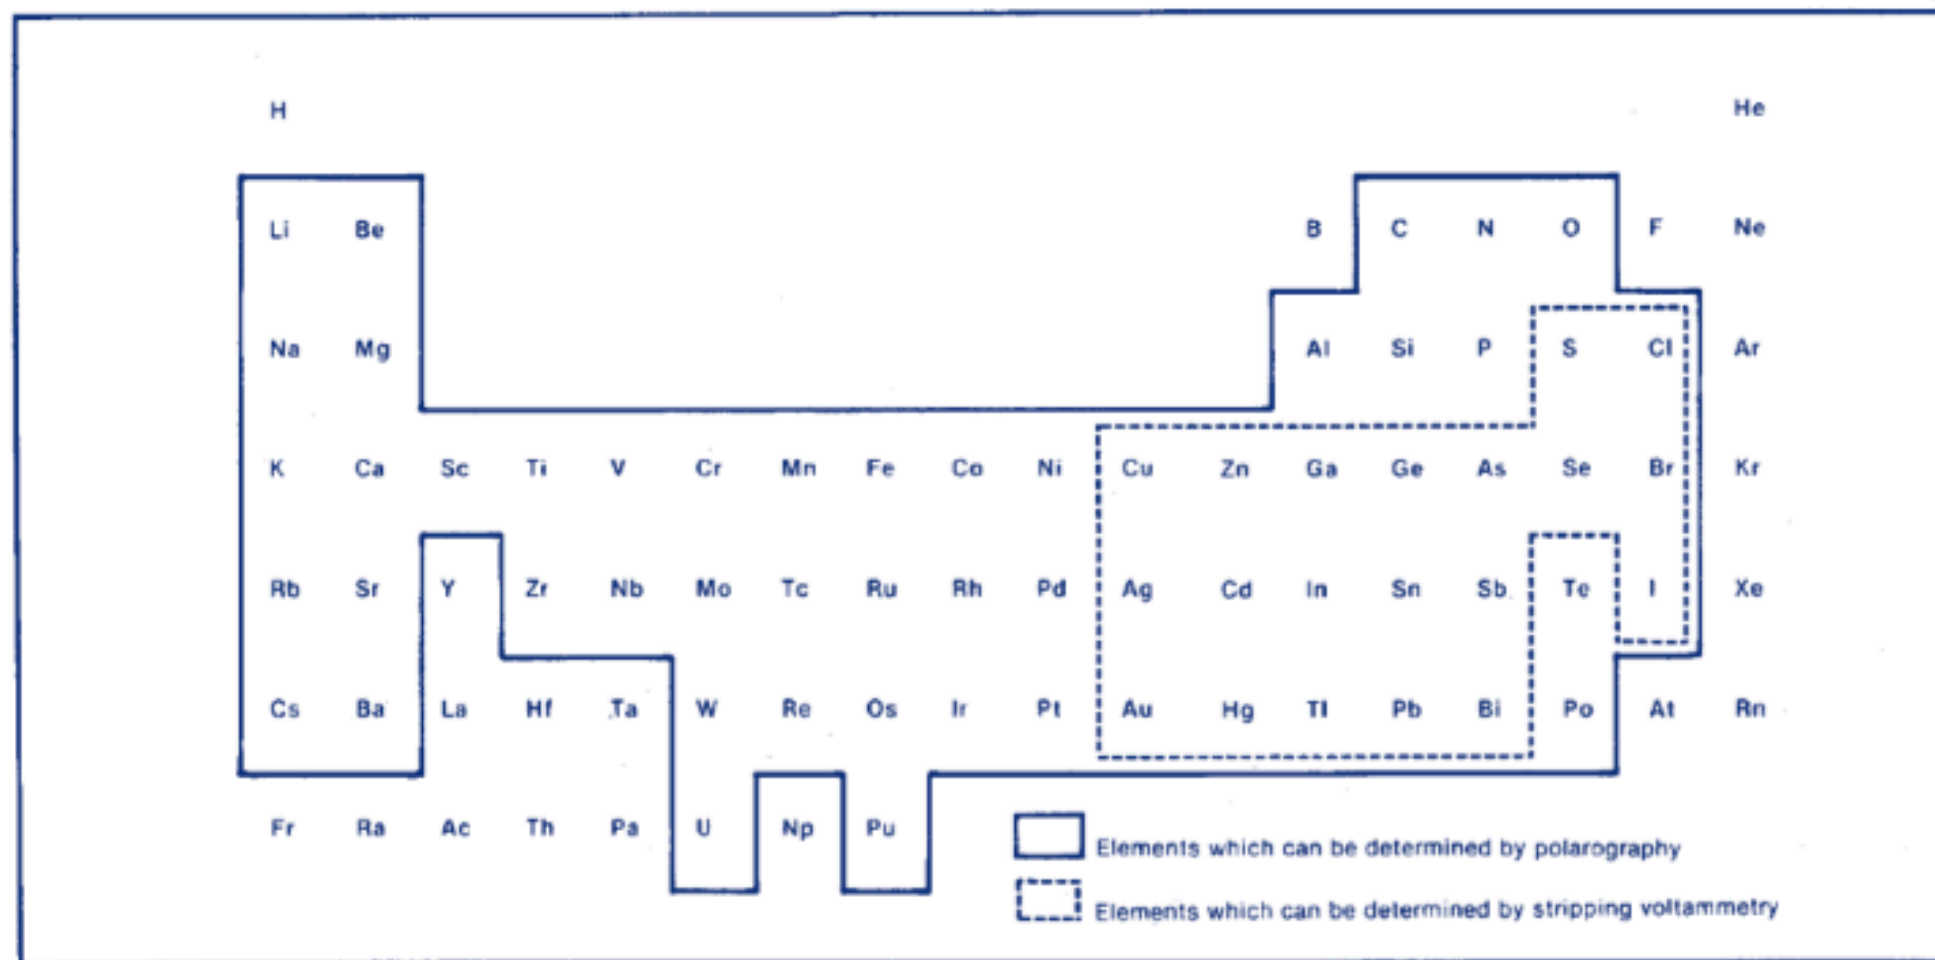 H He
Li Be B C N O F Ne
Na Mg Al Si P S Cl Ar
K Ca Sc Ti V Cr Mn Fe Co Ni Cu Zn Ga Ge As Se Br Kr
Rb Sr Y Zr Nb Mo Tc Ru Rh Pd Ag Cd In Sn Sb Te I Xe
Cs Ba La Hf Ta W Re Os Ir Pt Au Hg Tl Pb Bi Po At Rn
Fr Ra Ac Th Pa U Np Pu
Elements which can be determined by polarography
Elements which can be determined by stripping voltammetry